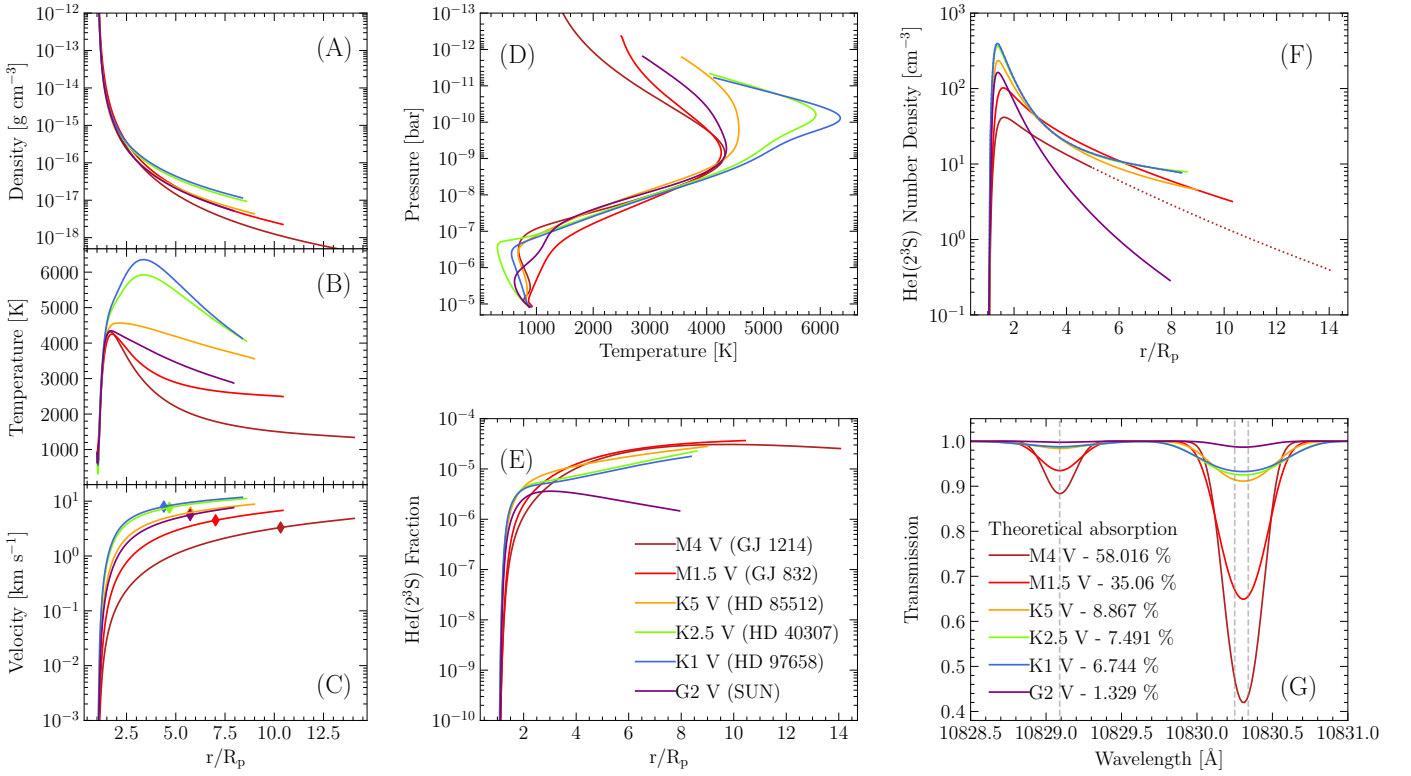 Density [g cm⁻³]
10⁻¹²
10⁻¹³
10⁻¹⁴
10⁻¹⁵
10⁻¹⁶
10⁻¹⁷
10⁻¹⁸
(A)
Temperature [K]
6000
5000
4000
3000
2000
1000
(B)
Velocity [km s⁻¹]
10¹
10⁰
10⁻¹
10⁻²
10⁻³
(C)
2.5 5.0 7.5 10.0 12.5
r/Rₚ
Pressure [bar]
10⁻¹³
10⁻¹²
10⁻¹¹
10⁻¹⁰
10⁻⁹
10⁻⁸
10⁻⁷
10⁻⁶
10⁻⁵
(D)
1000 2000 3000 4000 5000 6000
Temperature [K]
HeI(2³S) Fraction
10⁻⁴
10⁻⁵
10⁻⁶
10⁻⁷
10⁻⁸
10⁻⁹
10⁻¹⁰
(E)
M4 V (GJ 1214)
M1.5 V (GJ 832)
K5 V (HD 85512)
K2.5 V (HD 40307)
K1 V (HD 97658)
G2 V (SUN)
2 4 6 8 10 12 14
r/Rₚ
HeI(2³S) Number Density [cm⁻³]
10³
10²
10¹
10⁰
10⁻¹
(F)
2 4 6 8 10 12 14
r/Rₚ
Transmission
1.0
0.9
0.8
0.7
0.6
0.5
0.4
Theoretical absorption
M4 V - 58.016 %
M1.5 V - 35.06 %
K5 V - 8.867 %
K2.5 V - 7.491 %
K1 V - 6.744 %
G2 V - 1.329 %
(G)
10828.5 10829.0 10829.5 10830.0 10830.5 10831.0
Wavelength [Å]